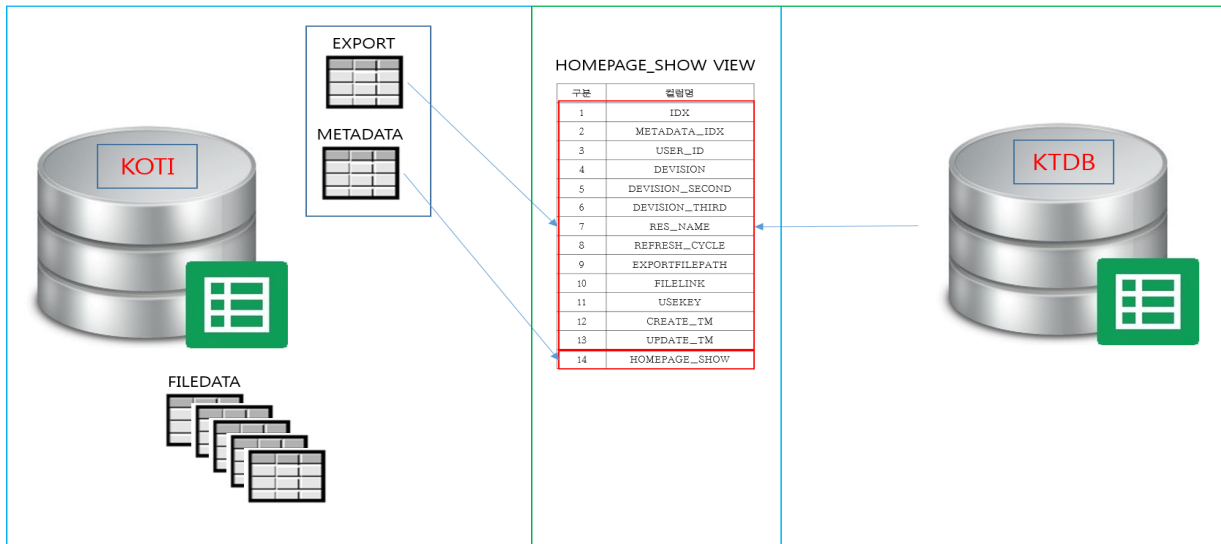 EXPORT
METADATA
KOTI
FILEDATA
HOMEPAGE_SHOW VIEW
구분 컬럼명
1 IDX
2 METADATA_IDX
3 USER_ID
4 DEVISION
5 DEVISION_SECOND
6 DEVISION_THIRD
7 RES_NAME
8 REFRESH_CYCLE
9 EXPORTFILEPATH
10 FILELINK
11 USEKEY
12 CREATE_TM
13 UPDATE_TM
14 HOMEPAGE_SHOW
KTDB